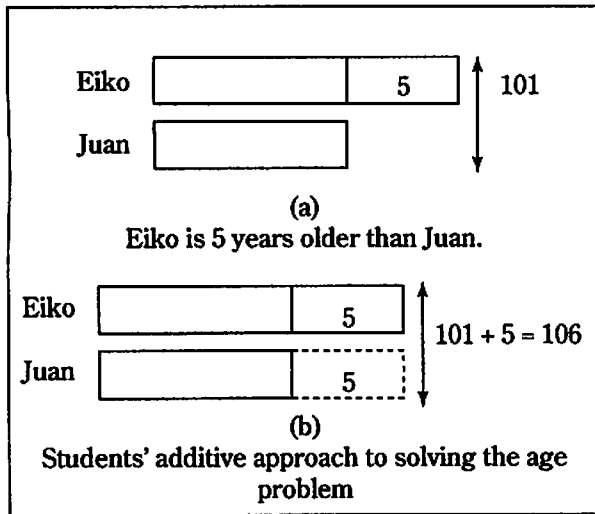 Eiko 5 101
Juan
(a)
Eiko is 5 years older than Juan.
Eiko 5
101 + 5 = 106
Juan 5
(b)
Students' additive approach to solving the age
problem